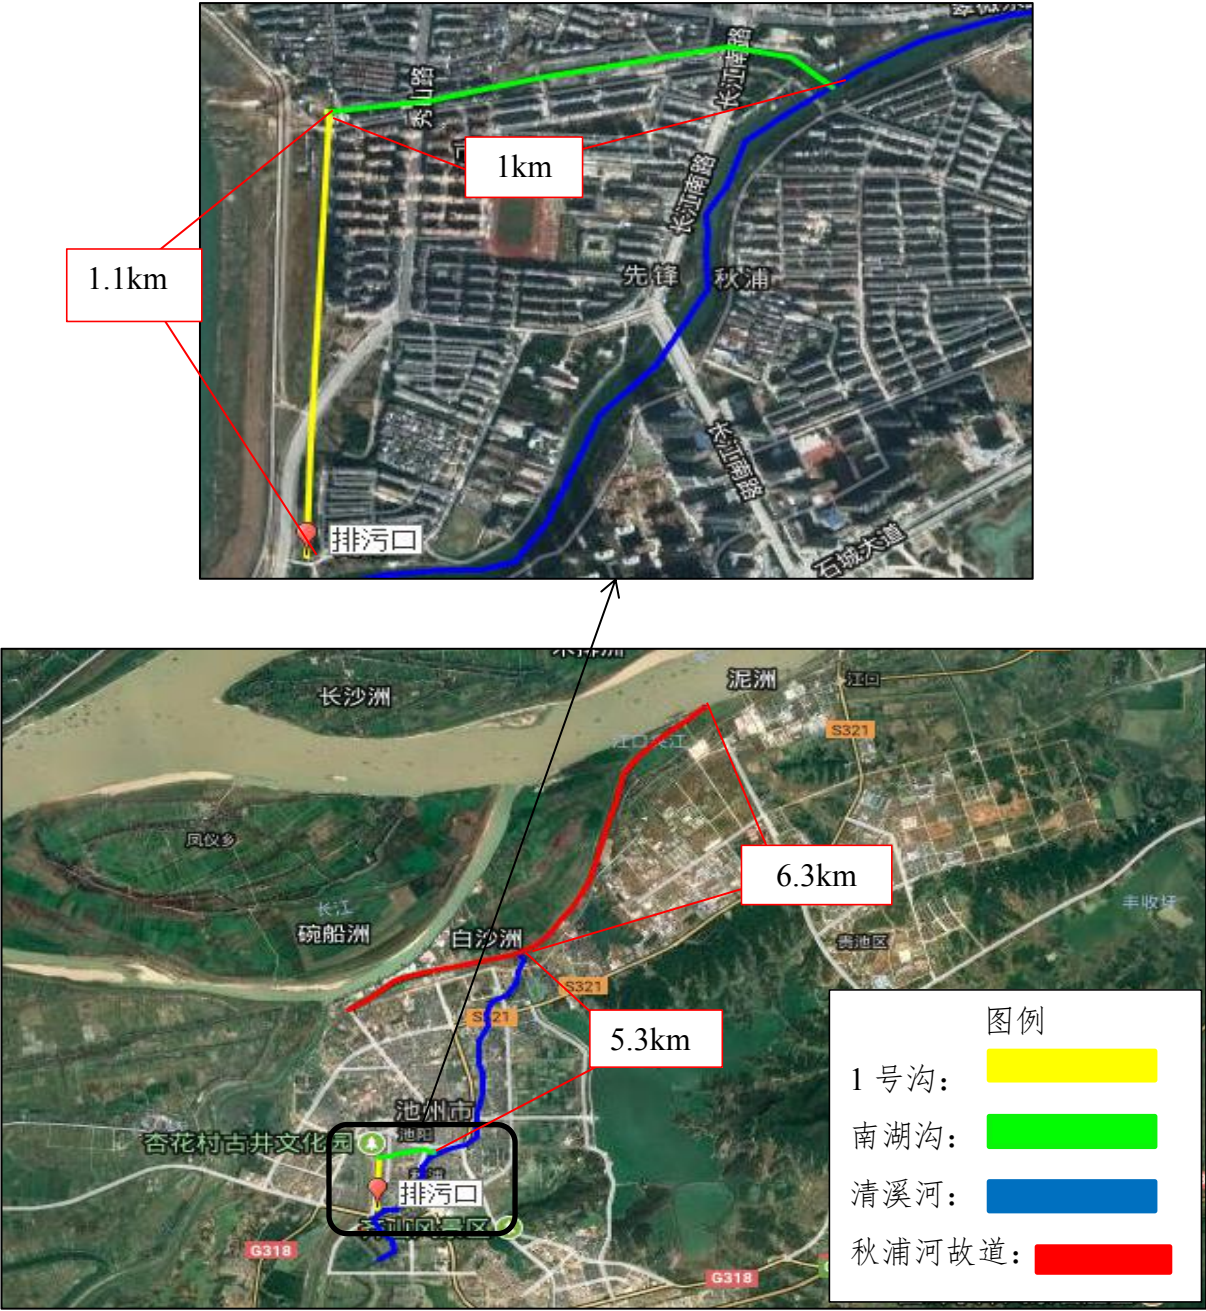 秀山路
长江南路
1km
长江南路
1.1km
先锋
秋浦
长江南路
排污口
石城大道
长沙洲
泥洲
江口
S321
凤仪乡
6.3km
长江
碗船洲
白沙洲
丰收圩
贵池区
S321
S321
5.3km
图例
1号沟：
南湖沟：
清溪河：
秋浦河故道：
池州市
池阳
杏花村古井文化园
排污口
G318
G318